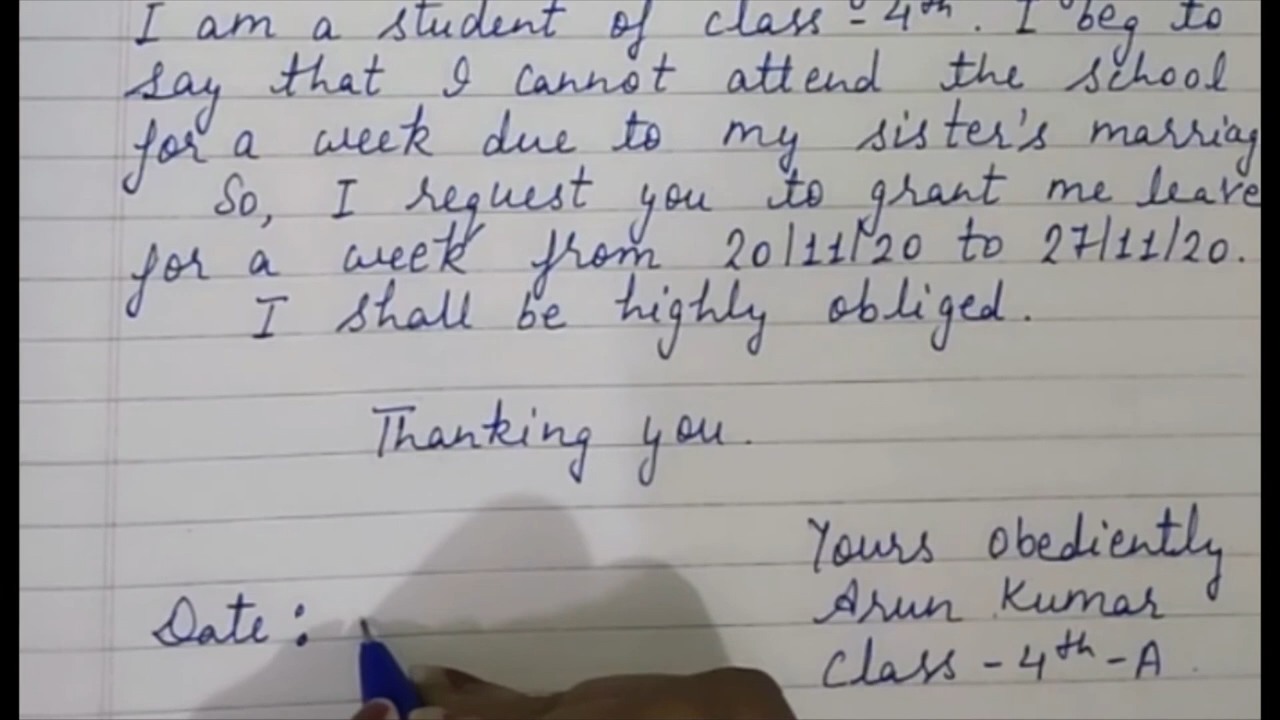 I am a student of class - 4th. I beg to
say that I cannot attend the school
for a week due to my sister's marriag
So, I request you to grant me leave
for a week from 20/11/20 to 27/11/20.
I shall be highly obliged.
Thanking you.
Yours obediently
Arun Kumar
Date :
Class - 4th - A